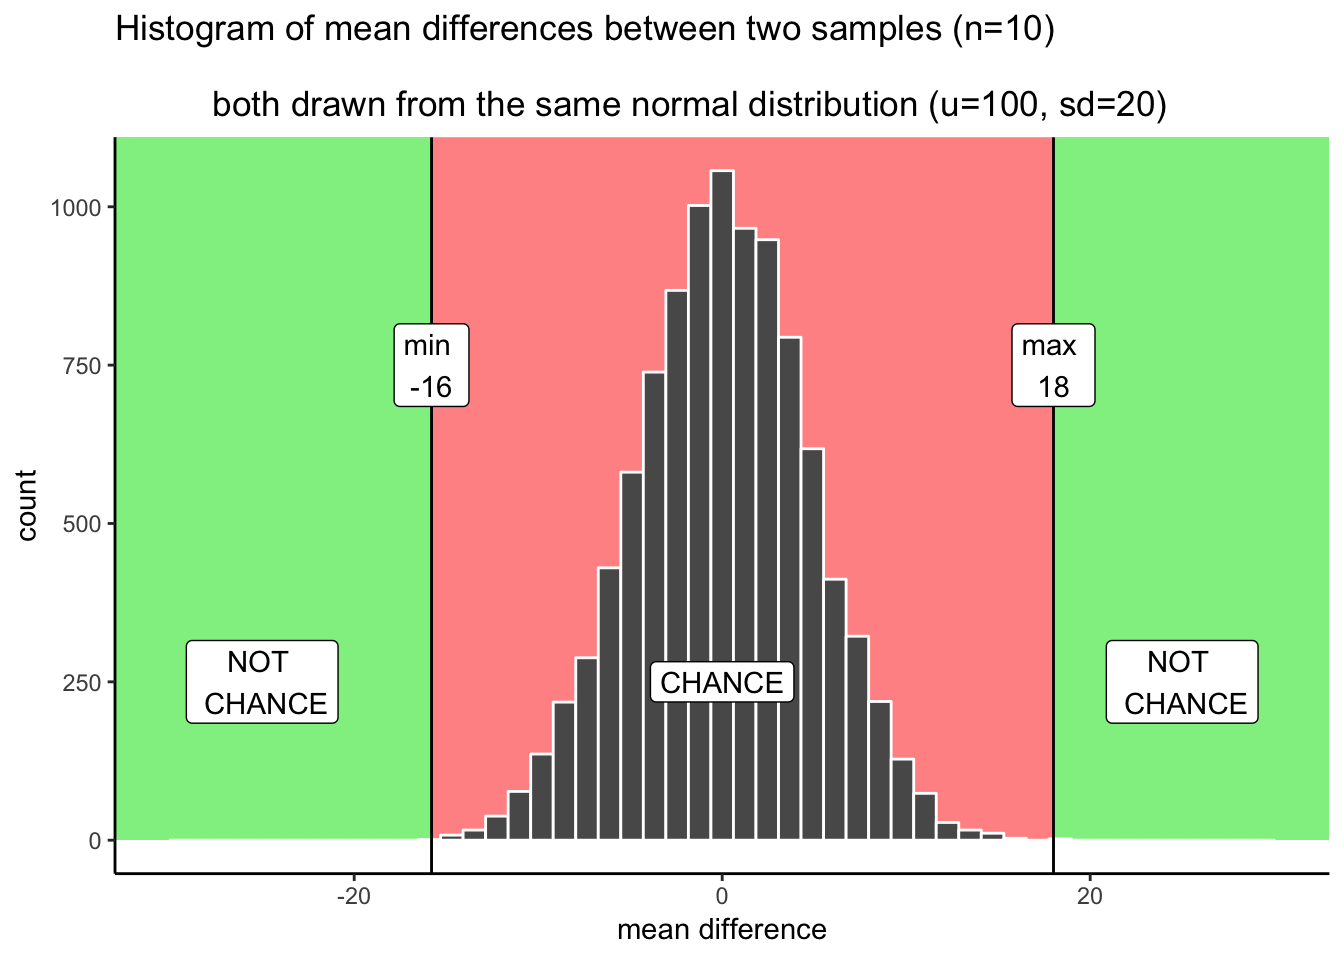 Histogram of mean differences between two samples (n=10)
both drawn from the same normal distribution (u=100, sd=20)
count
1000
750
500
250
0
min
-16
max
18
NOT
CHANCE
CHANCE
NOT
CHANCE
-20
0
20
mean difference